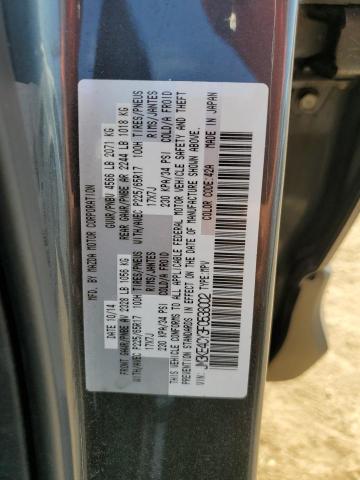 MFD. BY MAZDA MOTOR CORPORATION
DATE: 10/14 GVWR/PNBV 4566 LB 2071 KG
FRONT GAWR/PNBE AV 2328 LB 1056 KG REAR GAWR/PNBE AR 2244 LB 1018 KG
WITH/AVEC P225/65R17 100H TIRES/PNEUS WITH/AVEC P225/65R17 100H TIRES/PNEUS
17X7J RIMS/JANTES 17X7J RIMS/JANTES
230 KPA/34 PSI COLD/A FROID 230 KPA/34 PSI COLD/A FROID
THIS VEHICLE CONFORMS TO ALL APPLICABLE FEDERAL MOTOR VEHICLE SAFETY AND THEFT
PREVENTION STANDARDS IN EFFECT ON THE DATE OF MANUFACTURE SHOWN ABOVE.
TYPE:MPV MADE IN JAPAN
COLOR CODE:42A